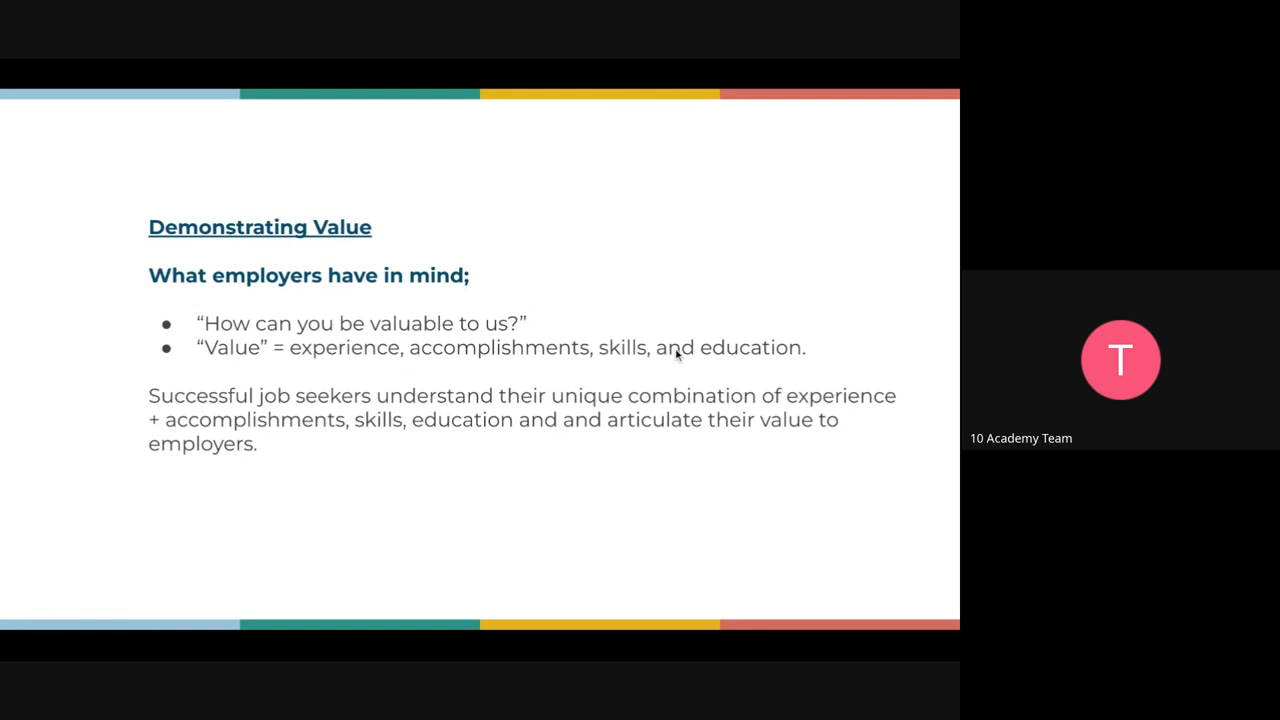 Demonstrating Value
What employers have in mind;
● “How can you be valuable to us?”
● “Value” = experience, accomplishments, skills, and education.
Successful job seekers understand their unique combination of experience
+ accomplishments, skills, education and and articulate their value to
employers.
T
10 Academy Team